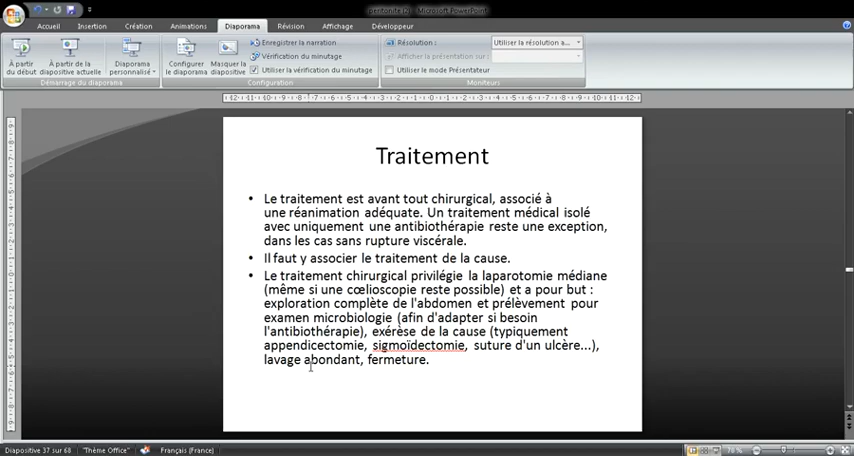 péritonite (2) - Microsoft PowerPoint
Accueil Insertion Création Animations Diaporama Révision Affichage Développeur
À partir du début
À partir de la diapositive actuelle
Diaporama personnalisé
Démarrage du diaporama
Configurer le diaporama
Masquer la diapositive
Enregistrer la narration
Vérification du minutage
Utiliser la vérification du minutage
Configuration
Résolution : Utiliser la résolution a...
Afficher la présentation sur :
Utiliser le mode Présentateur
Moniteurs
Traitement
• Le traitement est avant tout chirurgical, associé à
une réanimation adéquate. Un traitement médical isolé
avec uniquement une antibiothérapie reste une exception,
dans les cas sans rupture viscérale.
• Il faut y associer le traitement de la cause.
• Le traitement chirurgical privilégie la laparotomie médiane
(même si une cœlioscopie reste possible) et a pour but :
exploration complète de l'abdomen et prélèvement pour
examen microbiologie (afin d'adapter si besoin
l'antibiothérapie), exérèse de la cause (typiquement
appendicectomie, sigmoïdectomie, suture d'un ulcère...),
lavage abondant, fermeture.
Diapositive 37 sur 68 "Thème Office" Français (France) 78 %